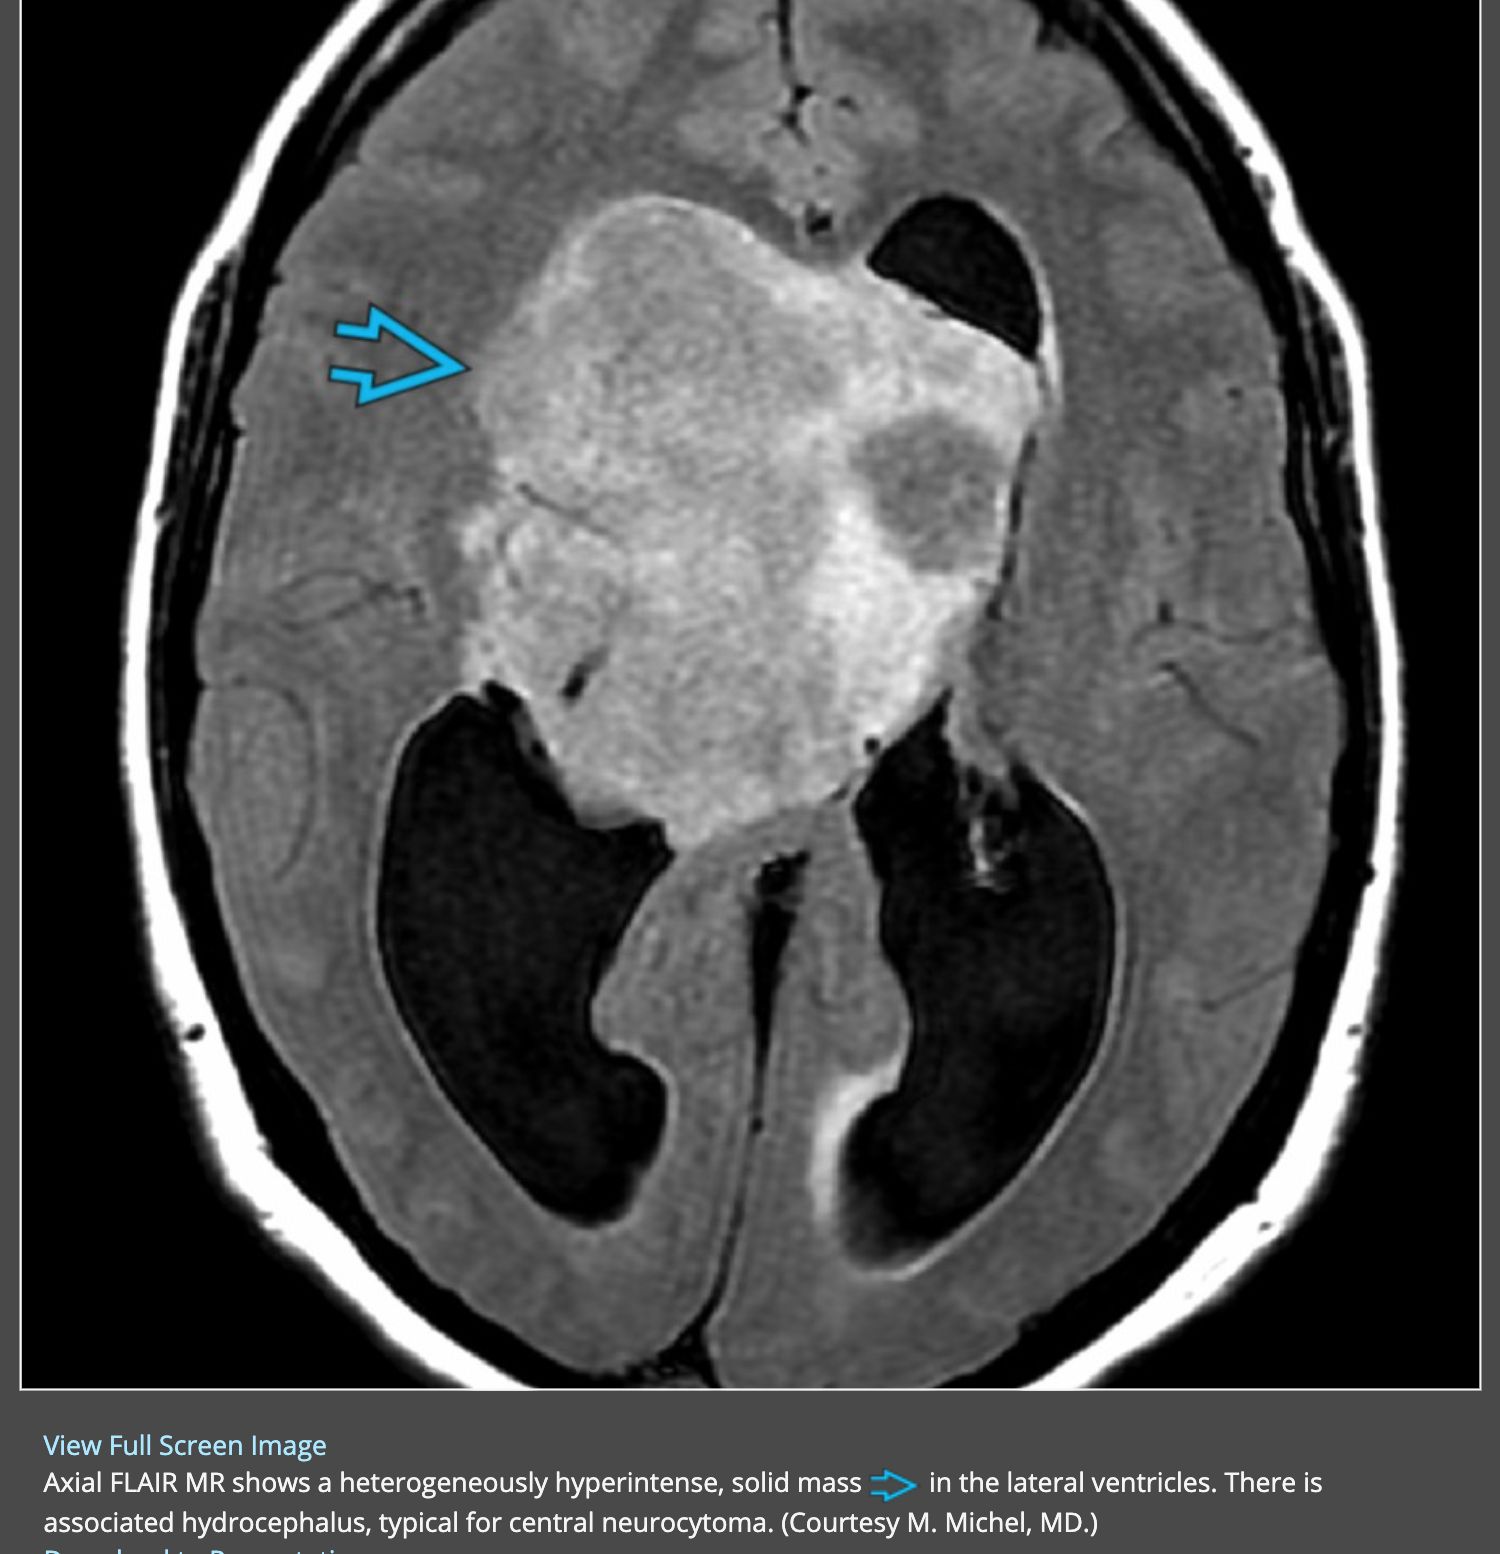 View Full Screen Image
Axial FLAIR MR shows a heterogeneously hyperintense, solid mass in the lateral ventricles. There is
associated hydrocephalus, typical for central neurocytoma. (Courtesy M. Michel, MD.)